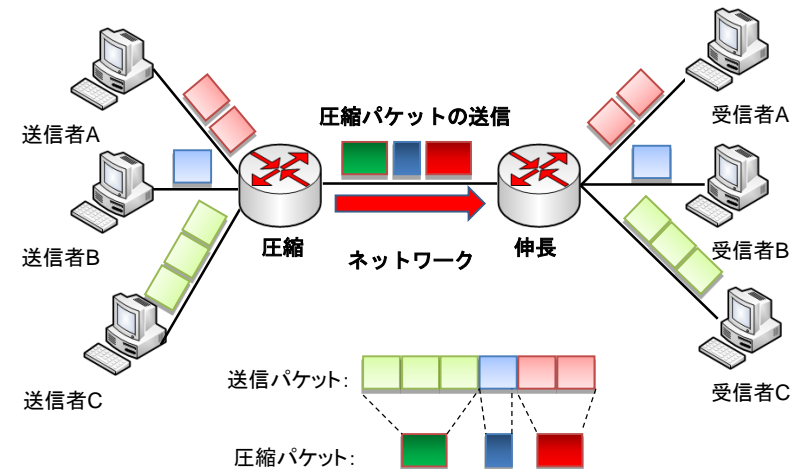 送信者A
送信者B
送信者C
圧縮パケットの送信
圧縮
ネットワーク
伸長
受信者A
受信者B
受信者C
送信パケット:
圧縮パケット: